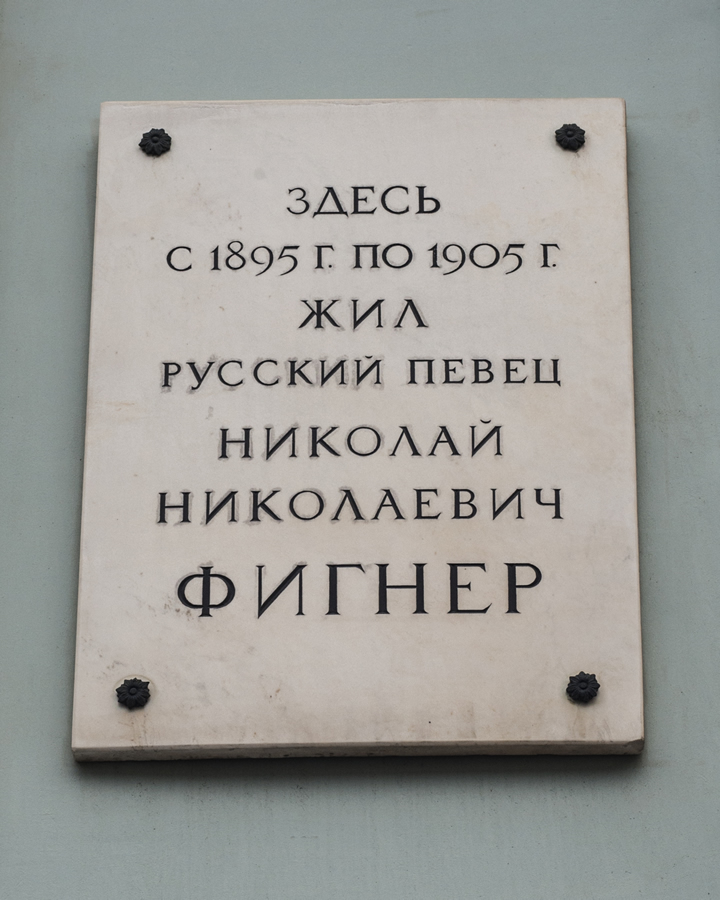 ЗДЕСЬ
С 1895 Г. ПО 1905 Г.
ЖИЛ
РУССКИЙ ПЕВЕЦ
НИКОЛАЙ
НИКОЛАЕВИЧ
ФИГНЕР